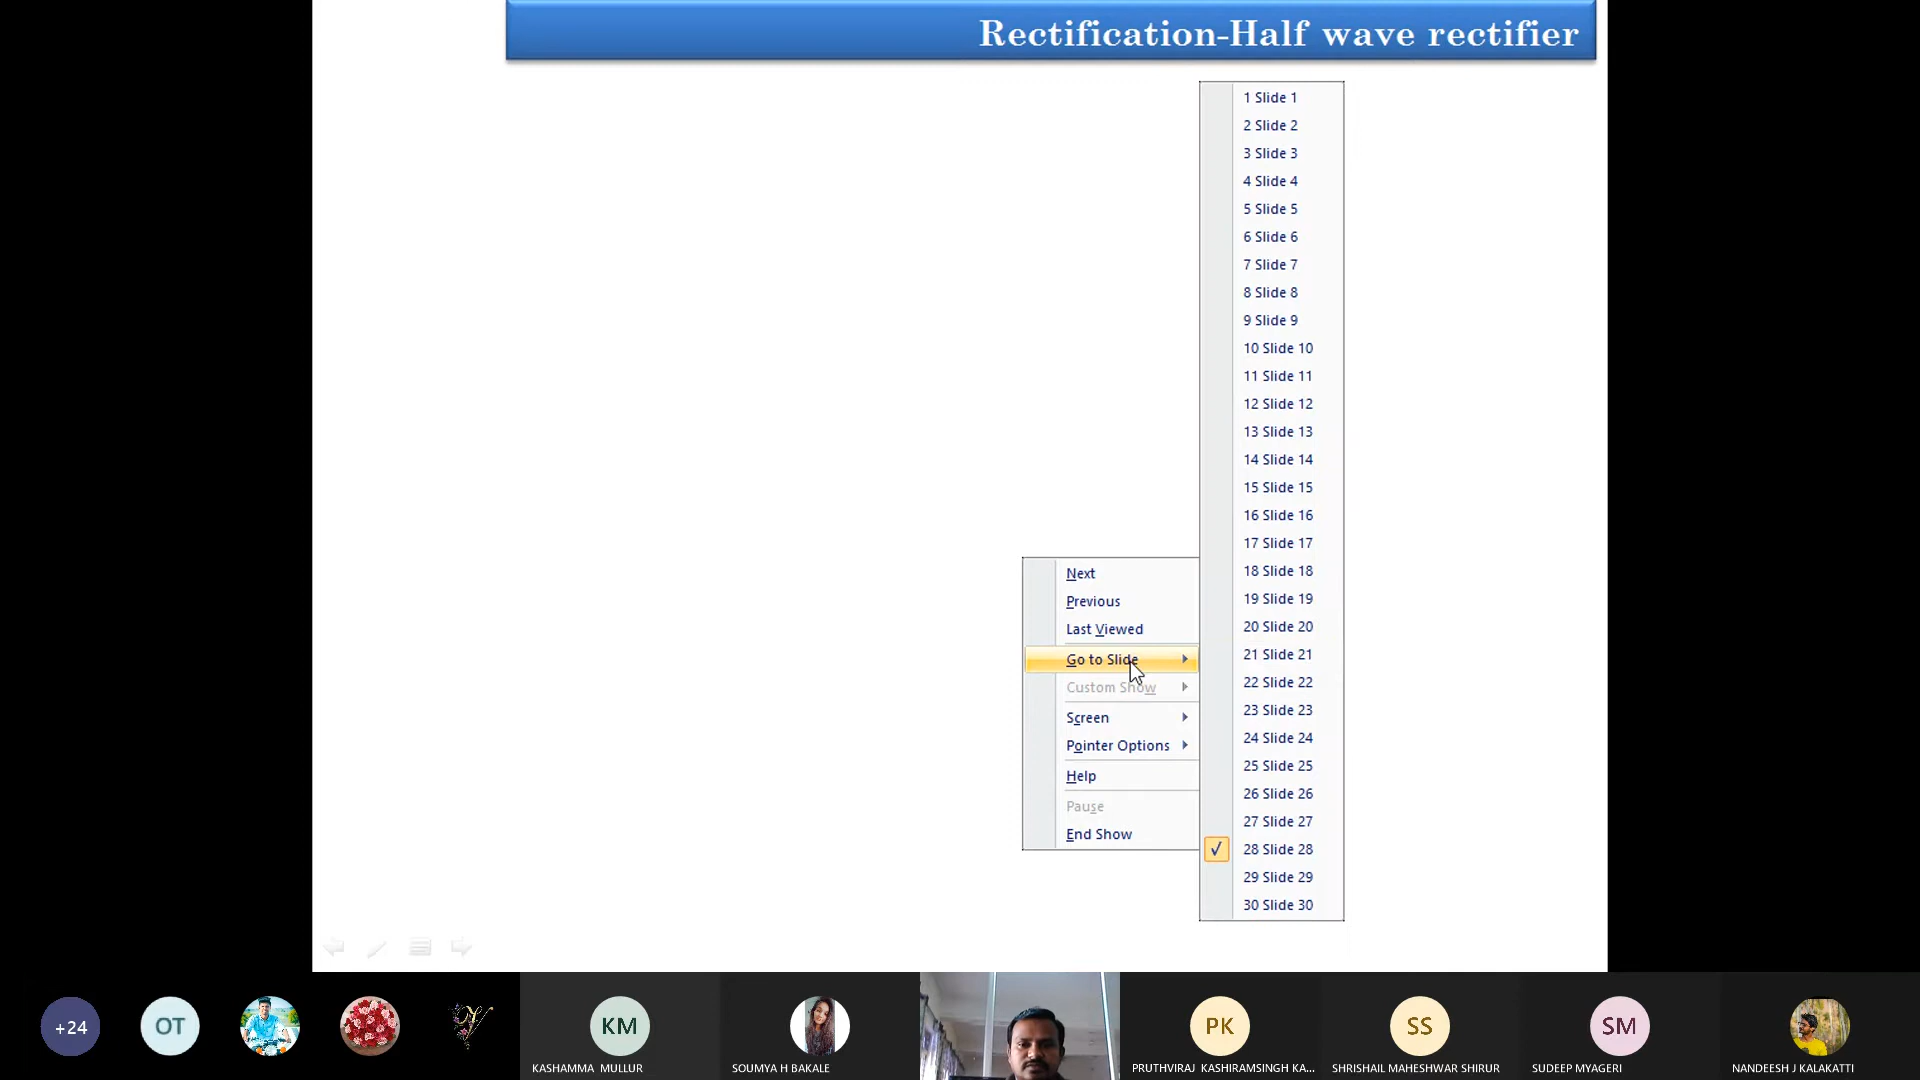 Rectification-Half wave rectifier
1 Slide 1
2 Slide 2
3 Slide 3
4 Slide 4
5 Slide 5
6 Slide 6
7 Slide 7
8 Slide 8
9 Slide 9
10 Slide 10
11 Slide 11
12 Slide 12
13 Slide 13
14 Slide 14
15 Slide 15
16 Slide 16
17 Slide 17
18 Slide 18
19 Slide 19
20 Slide 20
21 Slide 21
22 Slide 22
23 Slide 23
24 Slide 24
25 Slide 25
26 Slide 26
27 Slide 27
28 Slide 28
29 Slide 29
30 Slide 30
Next
Previous
Last Viewed
Go to Slide
Custom Show
Screen
Pointer Options
Help
Pause
End Show
+24
OT
KM
KASHAMMA MULLUR
SOUMYA H BAKALE
PK
PRUTHVIRAJ KASHIRAMSINGH KA...
SS
SHRISHAIL MAHESHWAR SHIRUR
SM
SUDEEP MYAGERI
NANDEESH J KALAKATTI